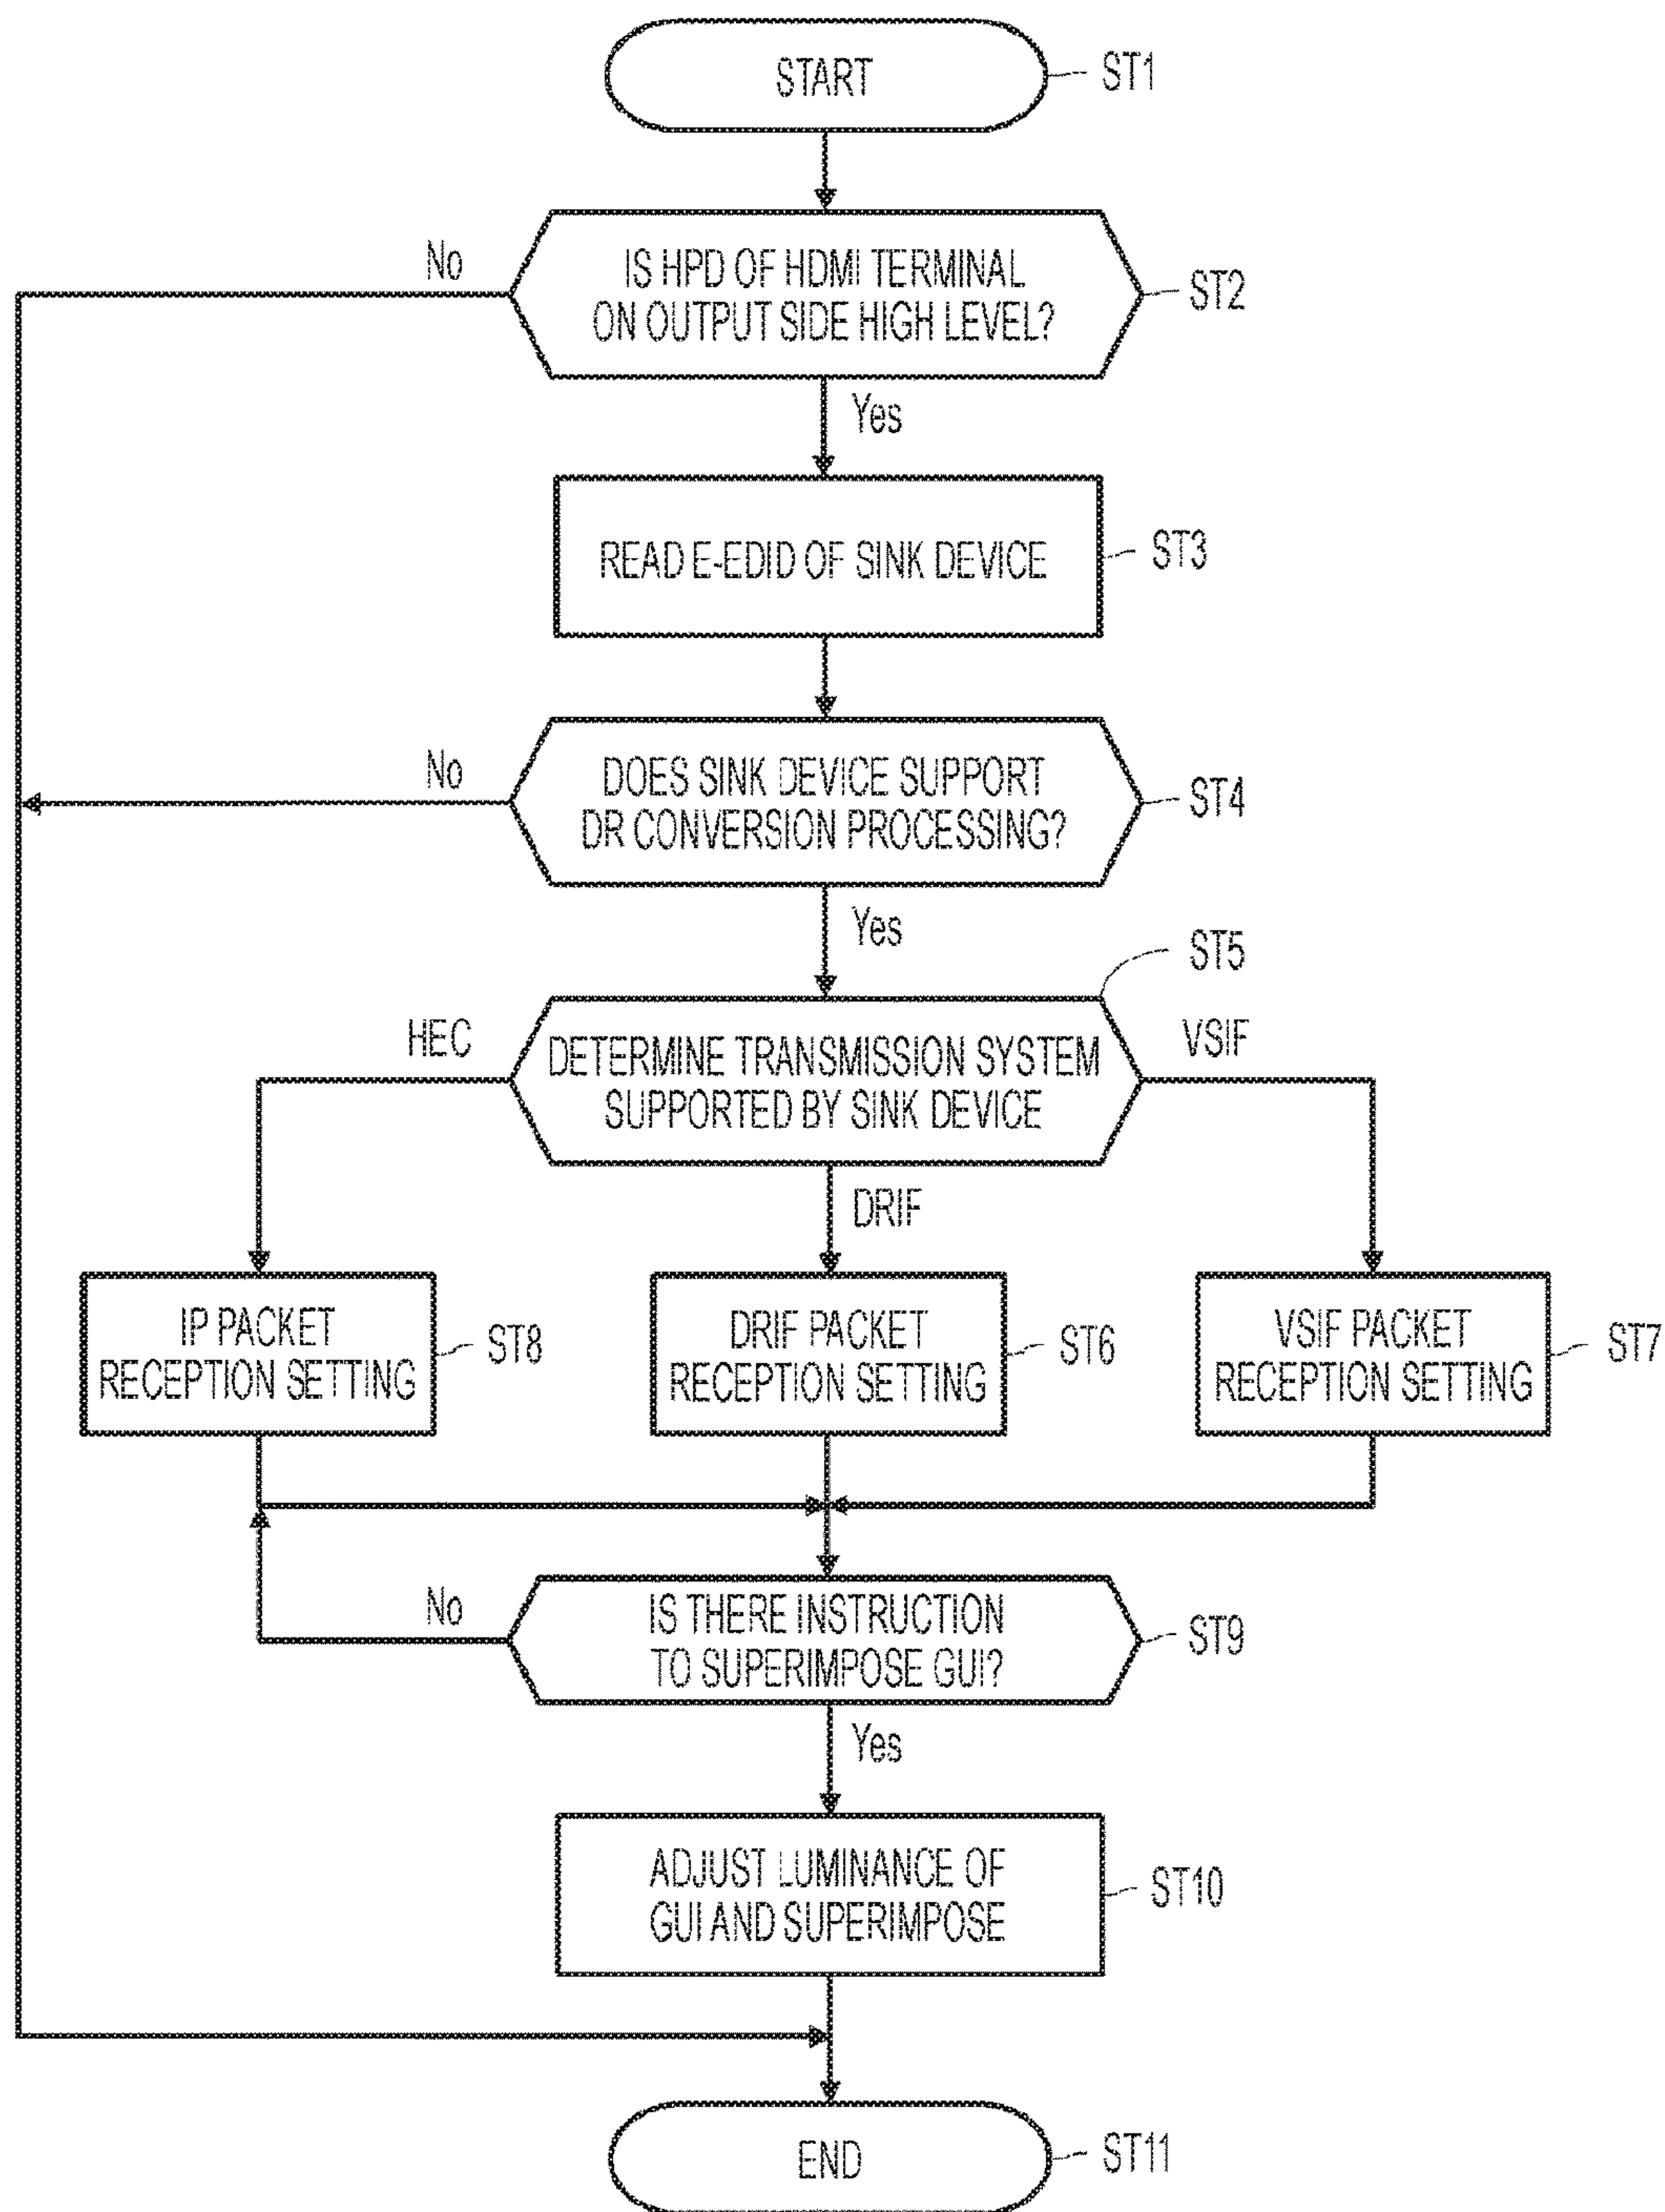 START
ST1
No
IS HPD OF HDMI TERMINAL
ON OUTPUT SIDE HIGH LEVEL?
ST2
Yes
READ E-EDID OF SINK DEVICE
ST3
No
DOES SINK DEVICE SUPPORT
DR CONVERSION PROCESSING?
ST4
Yes
ST5
HEC
DETERMINE TRANSMISSION SYSTEM
SUPPORTED BY SINK DEVICE
VSIF
DRIF
IP PACKET
RECEPTION SETTING
ST8
DRIF PACKET
RECEPTION SETTING
ST6
VSIF PACKET
RECEPTION SETTING
ST7
No
IS THERE INSTRUCTION
TO SUPERIMPOSE GUI?
ST9
Yes
ADJUST LUMINANCE OF
GUI AND SUPERIMPOSE
ST10
END
ST11